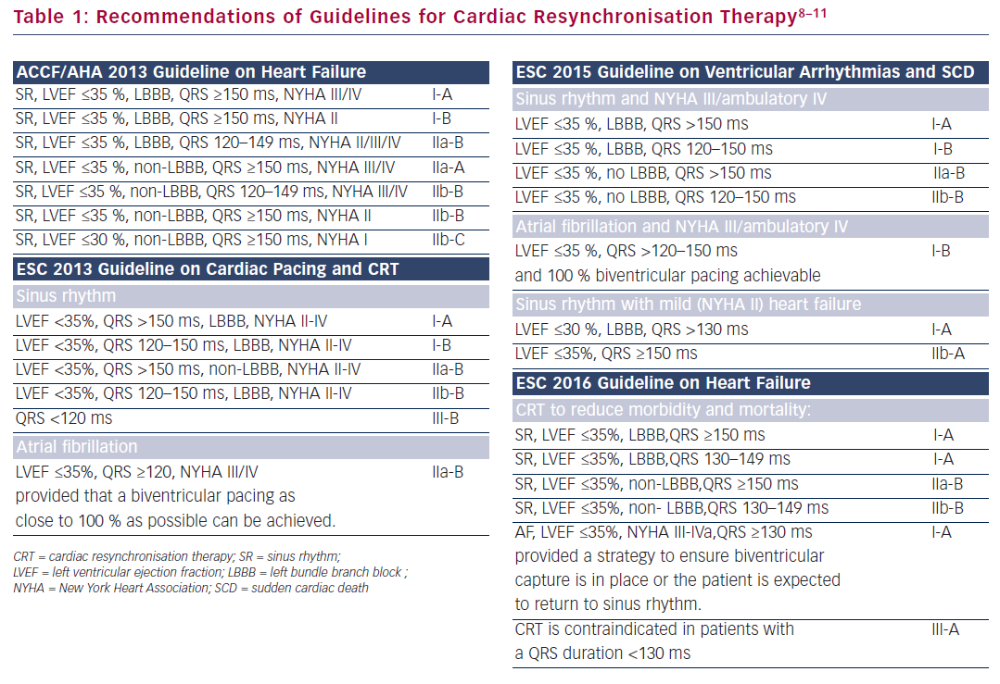 Table 1: Recommendations of Guidelines for Cardiac Resynchronisation Therapy8–11
ACCF/AHA 2013 Guideline on Heart Failure
SR, LVEF ≤35 %, LBBB, QRS ≥150 ms, NYHA III/IV I-A
SR, LVEF ≤35 %, LBBB, QRS ≥150 ms, NYHA II I-B
SR, LVEF ≤35 %, LBBB, QRS 120–149 ms, NYHA II/III/IV IIa-B
SR, LVEF ≤35 %, non-LBBB, QRS ≥150 ms, NYHA III/IV IIa-A
SR, LVEF ≤35 %, non-LBBB, QRS 120–149 ms, NYHA III/IV IIb-B
SR, LVEF ≤35 %, non-LBBB, QRS ≥150 ms, NYHA II IIb-B
SR, LVEF ≤30 %, non-LBBB, QRS ≥150 ms, NYHA I IIb-C
ESC 2013 Guideline on Cardiac Pacing and CRT
Sinus rhythm
LVEF <35%, QRS >150 ms, LBBB, NYHA II-IV I-A
LVEF <35%, QRS 120–150 ms, LBBB, NYHA II-IV I-B
LVEF <35%, QRS >150 ms, non-LBBB, NYHA II-IV IIa-B
LVEF <35%, QRS 120–150 ms, LBBB, NYHA II-IV IIb-B
QRS <120 ms III-B
Atrial fibrillation
LVEF ≤35%, QRS ≥120, NYHA III/IV IIa-B
provided that a biventricular pacing as
close to 100 % as possible can be achieved.
CRT = cardiac resynchronisation therapy; SR = sinus rhythm;
LVEF = left ventricular ejection fraction; LBBB = left bundle branch block ;
NYHA = New York Heart Association; SCD = sudden cardiac death
ESC 2015 Guideline on Ventricular Arrhythmias and SCD
Sinus rhythm and NYHA III/ambulatory IV
LVEF ≤35 %, LBBB, QRS >150 ms I-A
LVEF ≤35 %, LBBB, QRS 120–150 ms I-B
LVEF ≤35 %, no LBBB, QRS >150 ms IIa-B
LVEF ≤35 %, no LBBB, QRS 120–150 ms IIb-B
Atrial fibrillation and NYHA III/ambulatory IV
LVEF ≤35 %, QRS >120–150 ms I-B
and 100 % biventricular pacing achievable
Sinus rhythm with mild (NYHA II) heart failure
LVEF ≤30 %, LBBB, QRS >130 ms I-A
LVEF ≤35%, QRS ≥150 ms IIb-A
ESC 2016 Guideline on Heart Failure
CRT to reduce morbidity and mortality:
SR, LVEF ≤35%, LBBB,QRS ≥150 ms I-A
SR, LVEF ≤35%, LBBB,QRS 130–149 ms I-A
SR, LVEF ≤35%, non-LBBB,QRS ≥150 ms IIa-B
SR, LVEF ≤35%, non- LBBB,QRS 130–149 ms IIb-B
AF, LVEF ≤35%, NYHA III-IVa,QRS ≥130 ms I-A
provided a strategy to ensure biventricular
capture is in place or the patient is expected
to return to sinus rhythm.
CRT is contraindicated in patients with III-A
a QRS duration <130 ms